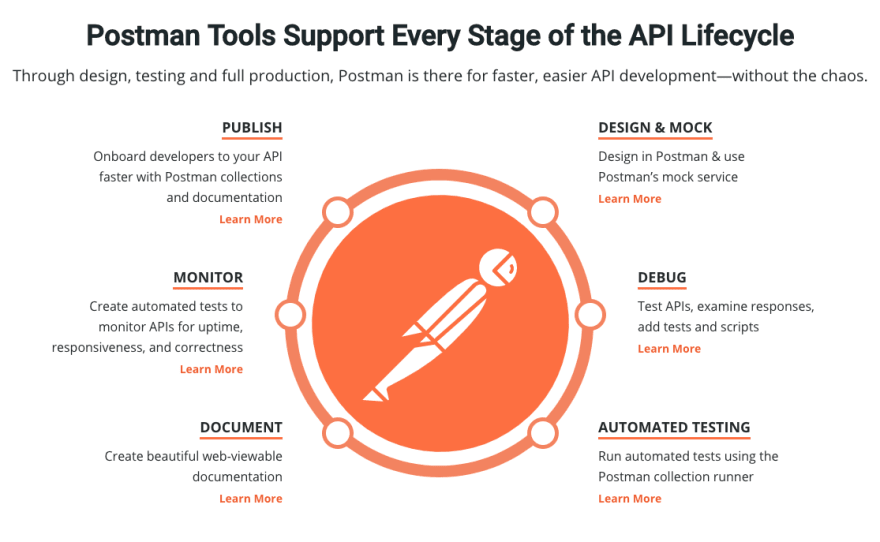 Postman Tools Support Every Stage of the API Lifecycle
Through design, testing and full production, Postman is there for faster, easier API development—without the chaos.
PUBLISH
Onboard developers to your API
faster with Postman collections
and documentation
Learn More
DESIGN & MOCK
Design in Postman & use
Postman’s mock service
Learn More
MONITOR
Create automated tests to
monitor APIs for uptime,
responsiveness, and correctness
Learn More
DEBUG
Test APIs, examine responses,
add tests and scripts
Learn More
DOCUMENT
Create beautiful web-viewable
documentation
Learn More
AUTOMATED TESTING
Run automated tests using the
Postman collection runner
Learn More